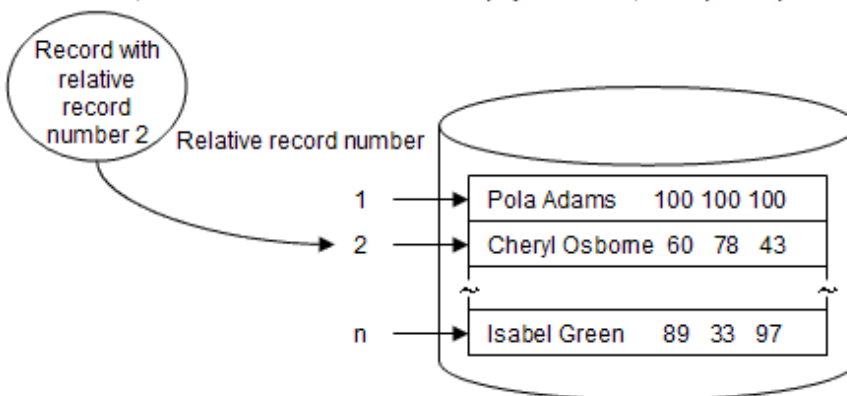 Record with
relative
record
number 2
Relative record number
1
Pola Adams 100 100 100
2
Cheryl Osborne 60 78 43
~ ~
n
Isabel Green 89 33 97